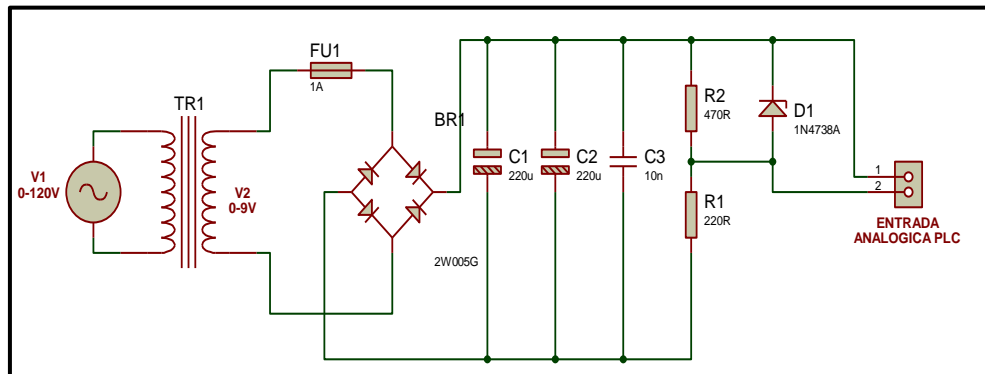 FU1
1A
TR1
V1
0-120V
V2
0-9V
BR1
2W005G
C1
220u
C2
220u
C3
10n
R2
470R
R1
220R
D1
1N4738A
1
2
ENTRADA
ANALOGICA PLC